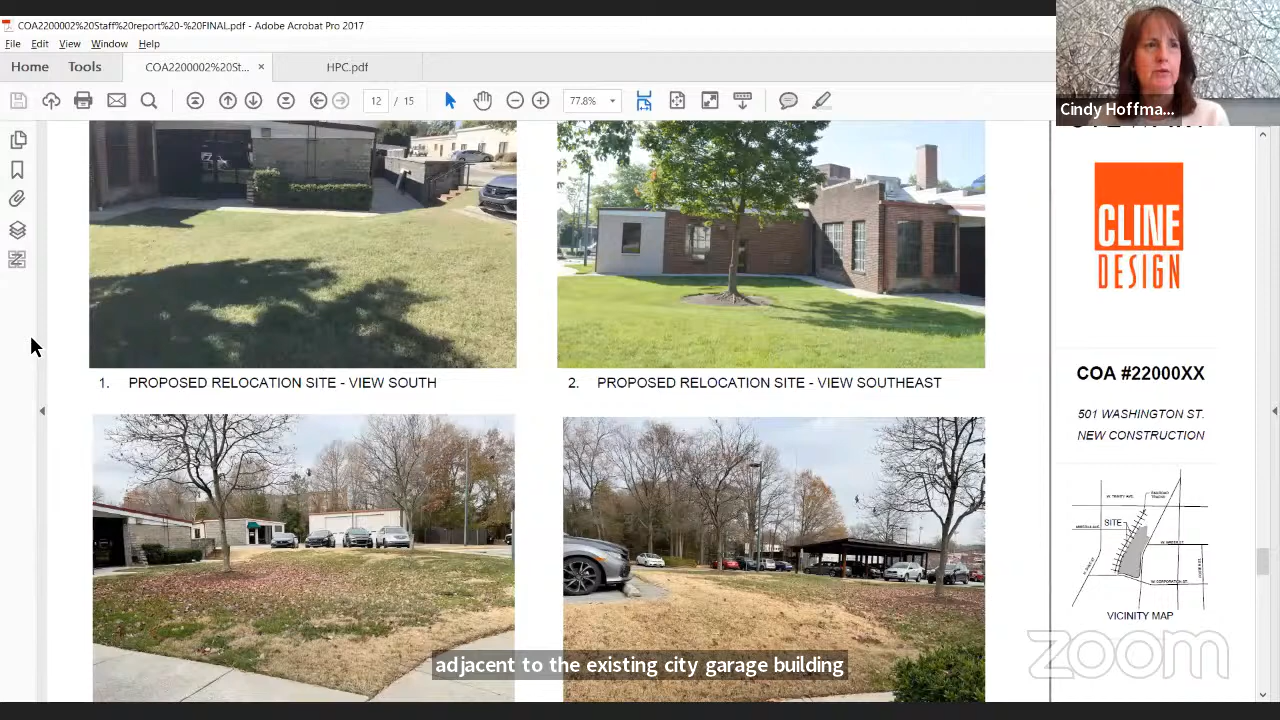 COA2200002%20Staff%20report%20-%20FINAL.pdf - Adobe Acrobat Pro 2017
File Edit View Window Help
Home Tools COA2200002%20St... × HPC.pdf
77.8%
Cindy Hoffma...
CLINE
DESIGN
1. PROPOSED RELOCATION SITE - VIEW SOUTH
2. PROPOSED RELOCATION SITE - VIEW SOUTHEAST
COA #22000XX
501 WASHINGTON ST.
NEW CONSTRUCTION
SITE
VICINITY MAP
adjacent to the existing city garage building
zoom